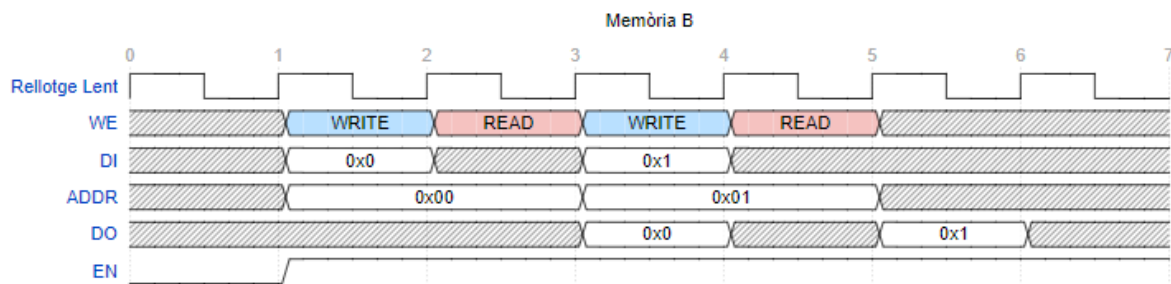 Memòria B
0 1 2 3 4 5 6 7
Rellotge Lent
WE WRITE READ WRITE READ
DI 0x0 0x1
ADDR 0x00 0x01
DO 0x0 0x1
EN